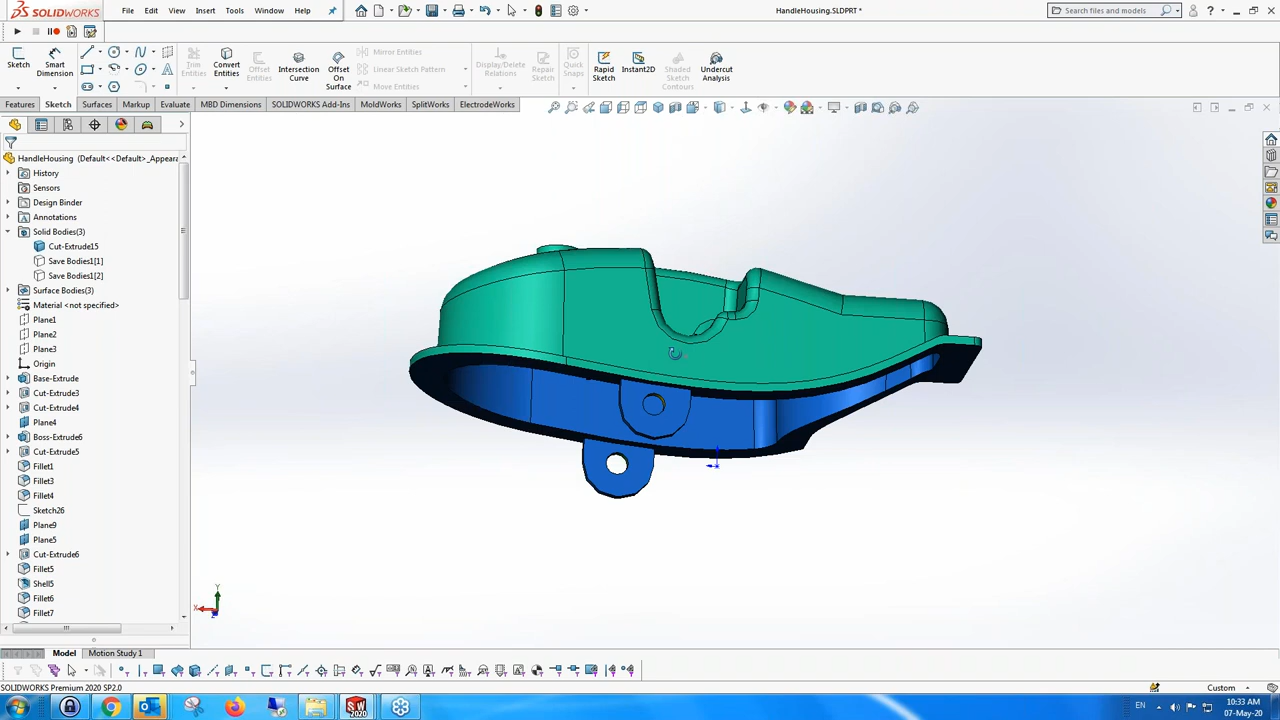 SOLIDWORKS File Edit View Insert Tools Window Help HandleHousing.SLDPRT * Search files and models
Sketch Smart Dimension Trim Entities Convert Entities Offset Entities Intersection Curve Offset On Surface Mirror Entities Linear Sketch Pattern Move Entities Display/Delete Relations Repair Sketch Quick Snaps Rapid Sketch Instant2D Shaded Sketch Contours Undercut Analysis
Features Sketch Surfaces Markup Evaluate MBD Dimensions SOLIDWORKS Add-Ins MoldWorks SplitWorks ElectrodeWorks
HandleHousing (Default<<Default>_Appeara
History
Sensors
Design Binder
Annotations
Solid Bodies(3)
Cut-Extrude15
Save Bodies1[1]
Save Bodies1[2]
Surface Bodies(3)
Material <not specified>
Plane1
Plane2
Plane3
Origin
Base-Extrude
Cut-Extrude3
Cut-Extrude4
Plane4
Boss-Extrude6
Cut-Extrude5
Fillet1
Fillet3
Fillet4
Sketch26
Plane9
Plane5
Cut-Extrude6
Fillet5
Shell5
Fillet6
Fillet7
Y
X
Model Motion Study 1
SOLIDWORKS Premium 2020 SP2.0 Custom
EN 10:33 AM
07-May-20